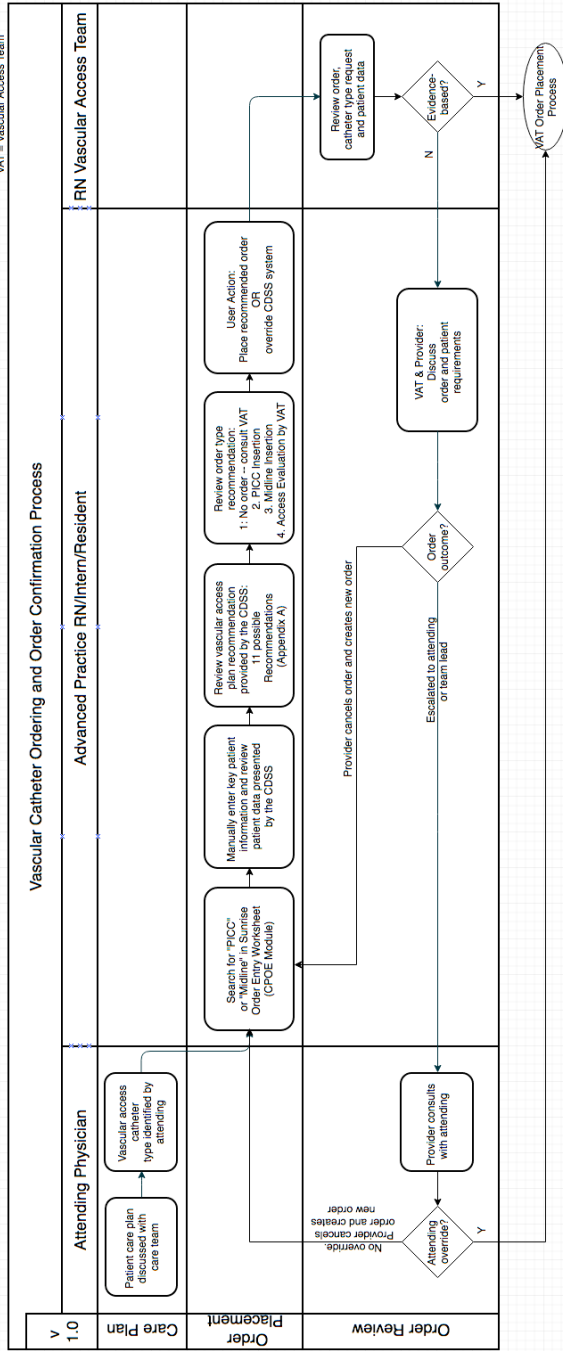 VAT = Vascular Access Team
Vascular Catheter Ordering and Order Confirmation Process
v
1.0
Attending Physician
Advanced Practice RN/Intern/Resident
RN Vascular Access Team
Care Plan
Patient care plan
discussed with
care team
Vascular access
catheter
type identified by
attending
Order
Placement
Search for "PICC"
or "Midline" in Sunrise
Order Entry Worksheet
(CPOE Module)
Manually enter key patient
information and review
patient data presented
by the CDSS
Review vascular access
plan recommendation
provided by the CDSS:
11 possible
Recommendations
(Appendix A)
Review order type
recommendation:
1: No order -- consult VAT
2. PICC Insertion
3. Midline Insertion
4. Access Evaluation by VAT
User Action:
Place recommended order
OR
override CDSS system
Order Review
Review order,
catheter type request
and patient data
Evidence-
based?
Y
N
VAT Order Placement
Process
VAT & Provider:
Discuss
order and patient
requirements
Order
outcome?
Provider cancels order and creates new order
Escalated to attending
or team lead
Provider consults
with attending
Attending
override?
Y
No override.
Provider cancels
order and creates
new order